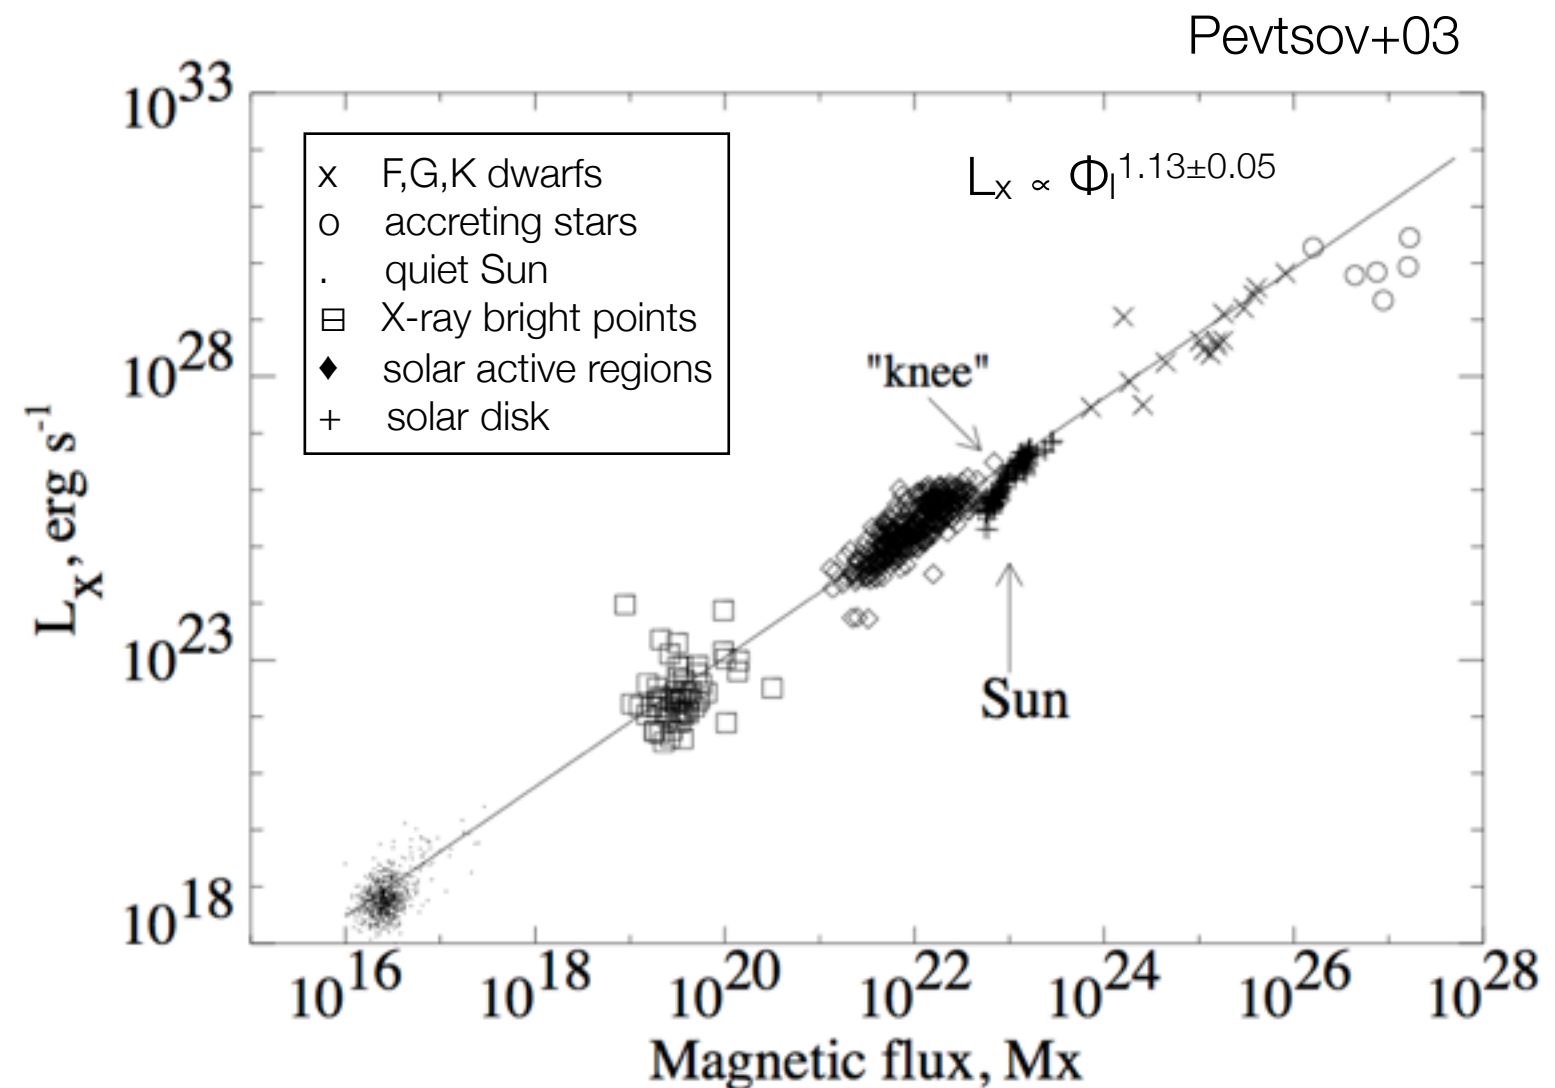 Pevtsov+03
10^33
10^28
10^23
10^18
L_x, erg s^-1
x F,G,K dwarfs
o accreting stars
. quiet Sun
⊟ X-ray bright points
♦ solar active regions
+ solar disk
L_x ∝ Φ_I^1.13±0.05
"knee"
Sun
10^16 10^18 10^20 10^22 10^24 10^26 10^28
Magnetic flux, Mx